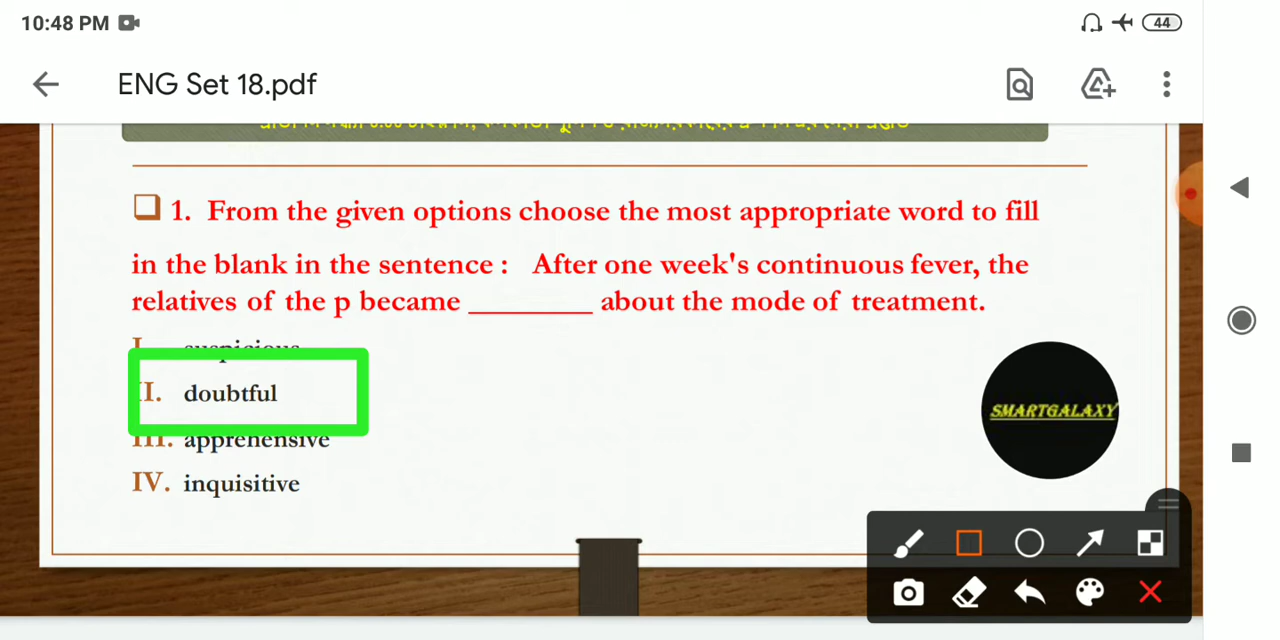 10:48 PM
44
ENG Set 18.pdf
1. From the given options choose the most appropriate word to fill
in the blank in the sentence : After one week's continuous fever, the
relatives of the p became ________ about the mode of treatment.
I. suspicious
II. doubtful
III. apprehensive
IV. inquisitive
SMARTGALAXY